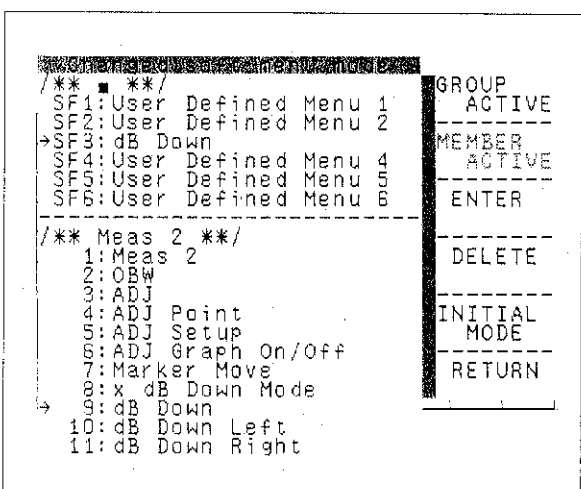 /** ■ **/
SF1:User Defined Menu 1
SF2:User Defined Menu 2
→SF3:dB Down
SF4:User Defined Menu 4
SF5:User Defined Menu 5
SF6:User Defined Menu 6
/** Meas 2 **/
1:Meas 2
2:OBW
3:ADJ
4:ADJ Point
5:ADJ Setup
6:ADJ Graph On/Off
7:Marker Move
8:x dB Down Mode
→ 9:dB Down
10:dB Down Left
11:dB Down Right
GROUP
ACTIVE
MEMBER
ACTIVE
ENTER
DELETE
INITIAL
MODE
RETURN